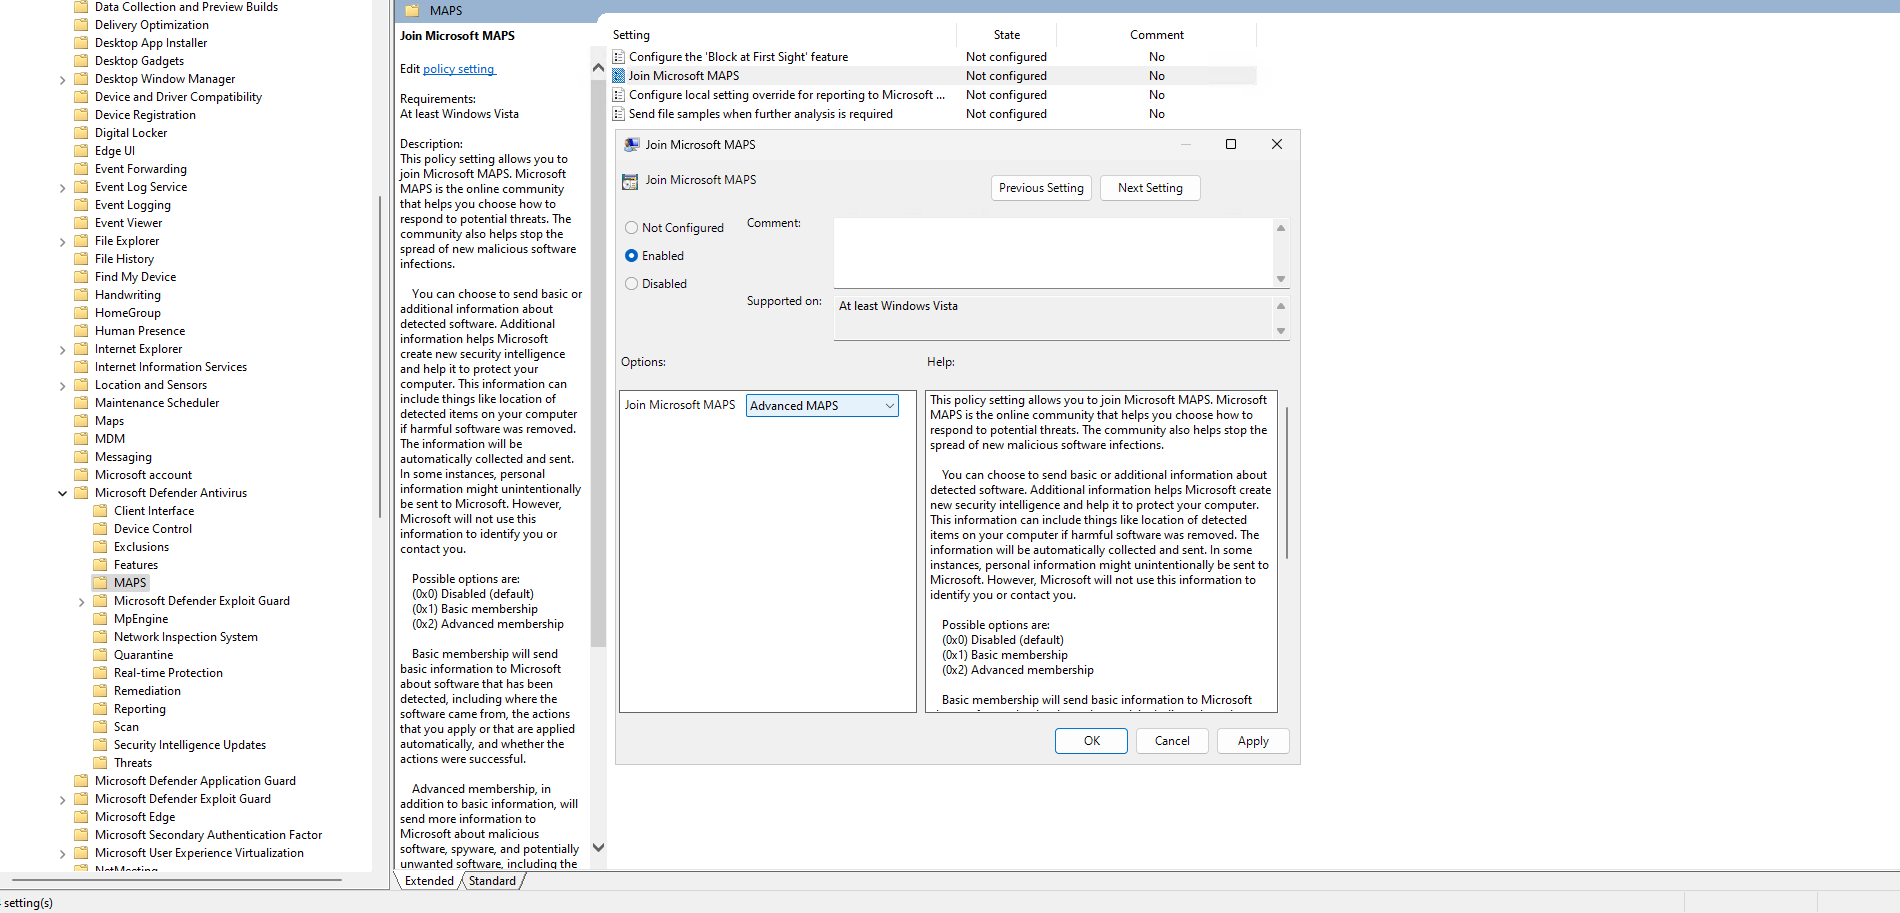 Data Collection and Preview Builds
Delivery Optimization
Desktop App Installer
Desktop Gadgets
Desktop Window Manager
Device and Driver Compatibility
Device Registration
Digital Locker
Edge UI
Event Forwarding
Event Log Service
Event Logging
Event Viewer
File Explorer
File History
Find My Device
Handwriting
HomeGroup
Human Presence
Internet Explorer
Internet Information Services
Location and Sensors
Maintenance Scheduler
Maps
MDM
Messaging
Microsoft account
Microsoft Defender Antivirus
Client Interface
Device Control
Exclusions
Features
MAPS
Microsoft Defender Exploit Guard
MpEngine
Network Inspection System
Quarantine
Real-time Protection
Remediation
Reporting
Scan
Security Intelligence Updates
Threats
Microsoft Defender Application Guard
Microsoft Defender Exploit Guard
Microsoft Edge
Microsoft Secondary Authentication Factor
Microsoft User Experience Virtualization
NetMeeting
setting(s)
MAPS
Join Microsoft MAPS
Edit policy setting
Requirements:
At least Windows Vista
Description:
This policy setting allows you to
join Microsoft MAPS. Microsoft
MAPS is the online community
that helps you choose how to
respond to potential threats. The
community also helps stop the
spread of new malicious software
infections.
You can choose to send basic or
additional information about
detected software. Additional
information helps Microsoft
create new security intelligence
and help it to protect your
computer. This information can
include things like location of
detected items on your computer
if harmful software was removed.
The information will be
automatically collected and sent.
In some instances, personal
information might unintentionally
be sent to Microsoft. However,
Microsoft will not use this
information to identify you or
contact you.
Possible options are:
(0x0) Disabled (default)
(0x1) Basic membership
(0x2) Advanced membership
Basic membership will send
basic information to Microsoft
about software that has been
detected, including where the
software came from, the actions
that you apply or that are applied
automatically, and whether the
actions were successful.
Advanced membership, in
addition to basic information, will
send more information to
Microsoft about malicious
software, spyware, and potentially
unwanted software, including the
Extended Standard
Setting State Comment
Configure the 'Block at First Sight' feature Not configured No
Join Microsoft MAPS Not configured No
Configure local setting override for reporting to Microsoft ... Not configured No
Send file samples when further analysis is required Not configured No
Join Microsoft MAPS
Join Microsoft MAPS
Previous Setting Next Setting
Not Configured
Enabled
Disabled
Comment:
Supported on: At least Windows Vista
Options:
Join Microsoft MAPS Advanced MAPS
Help:
This policy setting allows you to join Microsoft MAPS. Microsoft
MAPS is the online community that helps you choose how to
respond to potential threats. The community also helps stop the
spread of new malicious software infections.
You can choose to send basic or additional information about
detected software. Additional information helps Microsoft create
new security intelligence and help it to protect your computer.
This information can include things like location of detected
items on your computer if harmful software was removed. The
information will be automatically collected and sent. In some
instances, personal information might unintentionally be sent to
Microsoft. However, Microsoft will not use this information to
identify you or contact you.
Possible options are:
(0x0) Disabled (default)
(0x1) Basic membership
(0x2) Advanced membership
Basic membership will send basic information to Microsoft
OK Cancel Apply